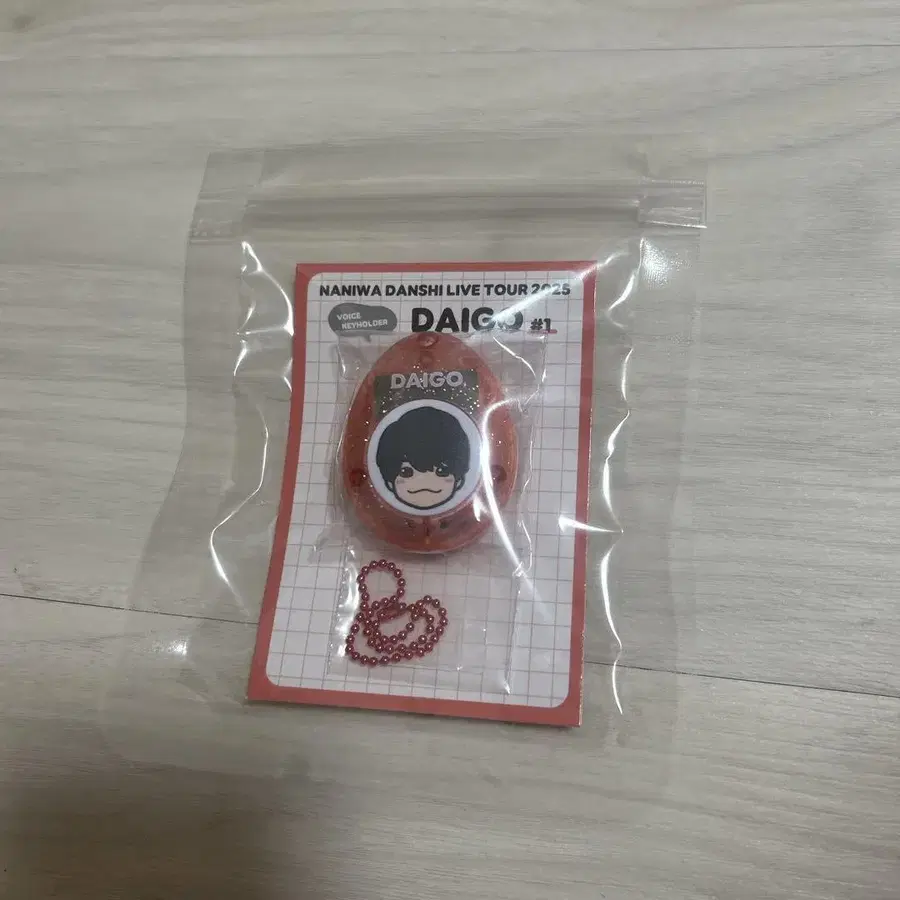 NANIWA DANSHI LIVE TOUR 2025
VOICE
KEYHOLDER
DAIGO #1
DAIGO